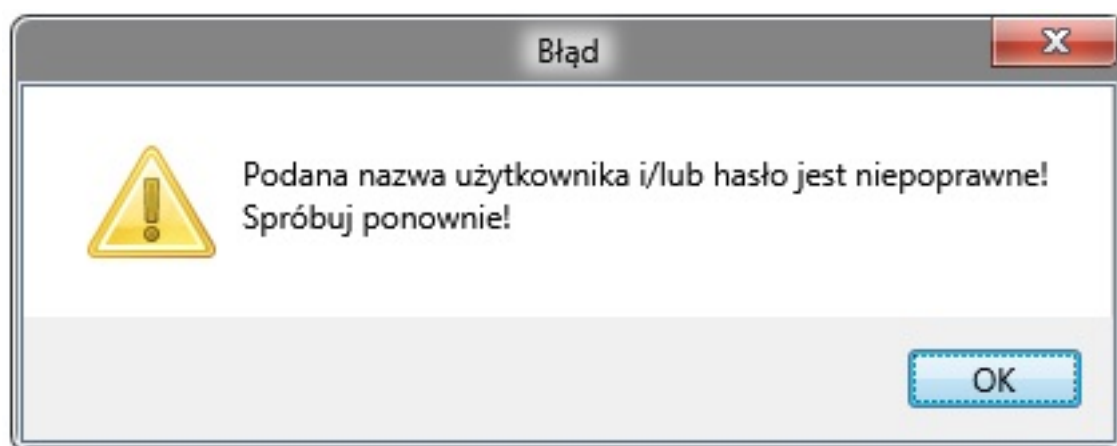 Błąd
Podana nazwa użytkownika i/lub hasło jest niepoprawne!
Spróbuj ponownie!
OK